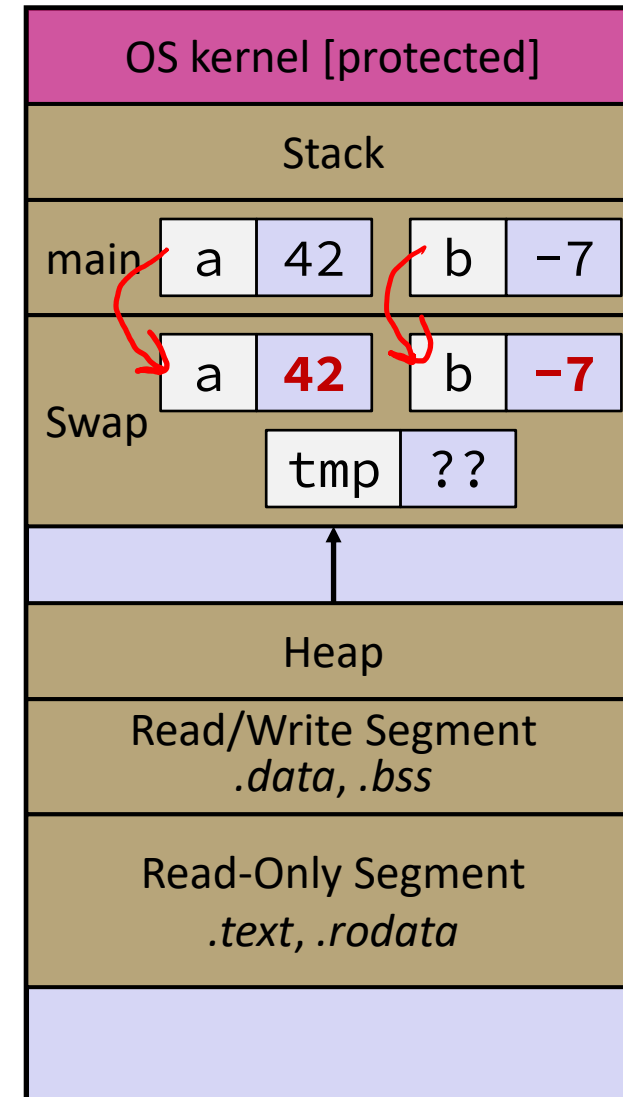 OS kernel [protected]
Stack
main a 42 b -7
Swap a 42 b -7
tmp ??
Heap
Read/Write Segment
.data, .bss
Read-Only Segment
.text, .rodata